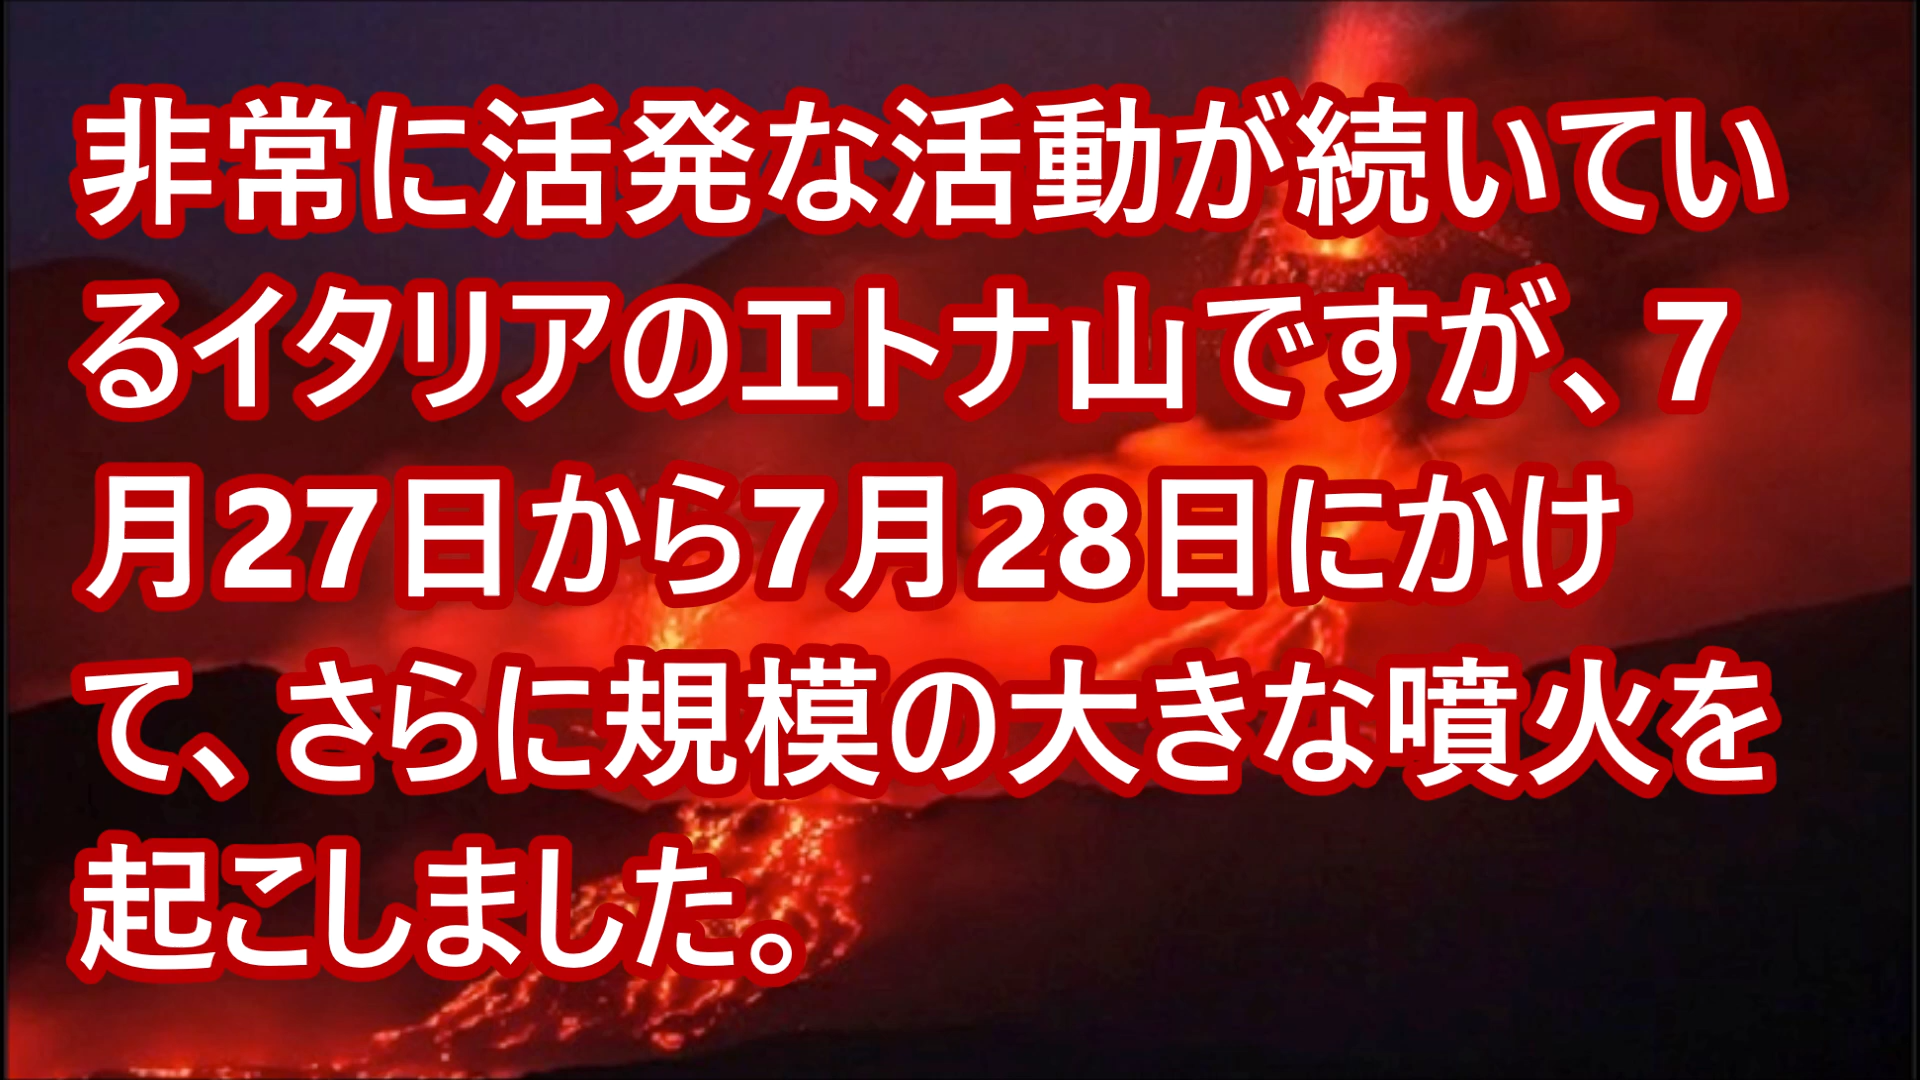 非常に活発な活動が続いてい
るイタリアのエトナ山ですが、7
月27日から7月28日にかけ
て、さらに規模の大きな噴火を
起こしました。